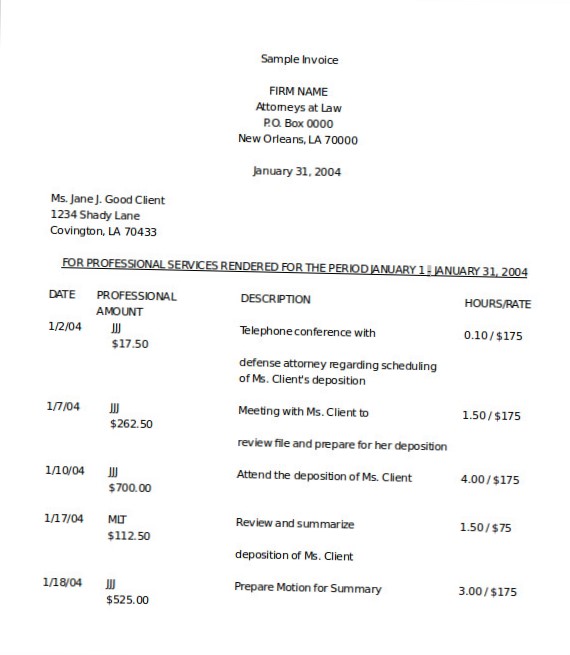 Sample Invoice
FIRM NAME
Attorneys at Law
P.O. Box 0000
New Orleans, LA 70000
January 31, 2004
Ms. Jane J. Good Client
1234 Shady Lane
Covington, LA 70433
FOR PROFESSIONAL SERVICES RENDERED FOR THE PERIOD JANUARY 1 - JANUARY 31, 2004
DATE PROFESSIONAL DESCRIPTION HOURS/RATE
AMOUNT
1/2/04 JJJ Telephone conference with 0.10 / $175
$17.50
defense attorney regarding scheduling
of Ms. Client's deposition
1/7/04 JJJ Meeting with Ms. Client to 1.50 / $175
$262.50
review file and prepare for her deposition
1/10/04 JJJ Attend the deposition of Ms. Client 4.00 / $175
$700.00
1/17/04 MLT Review and summarize 1.50 / $75
$112.50
deposition of Ms. Client
1/18/04 JJJ Prepare Motion for Summary 3.00 / $175
$525.00